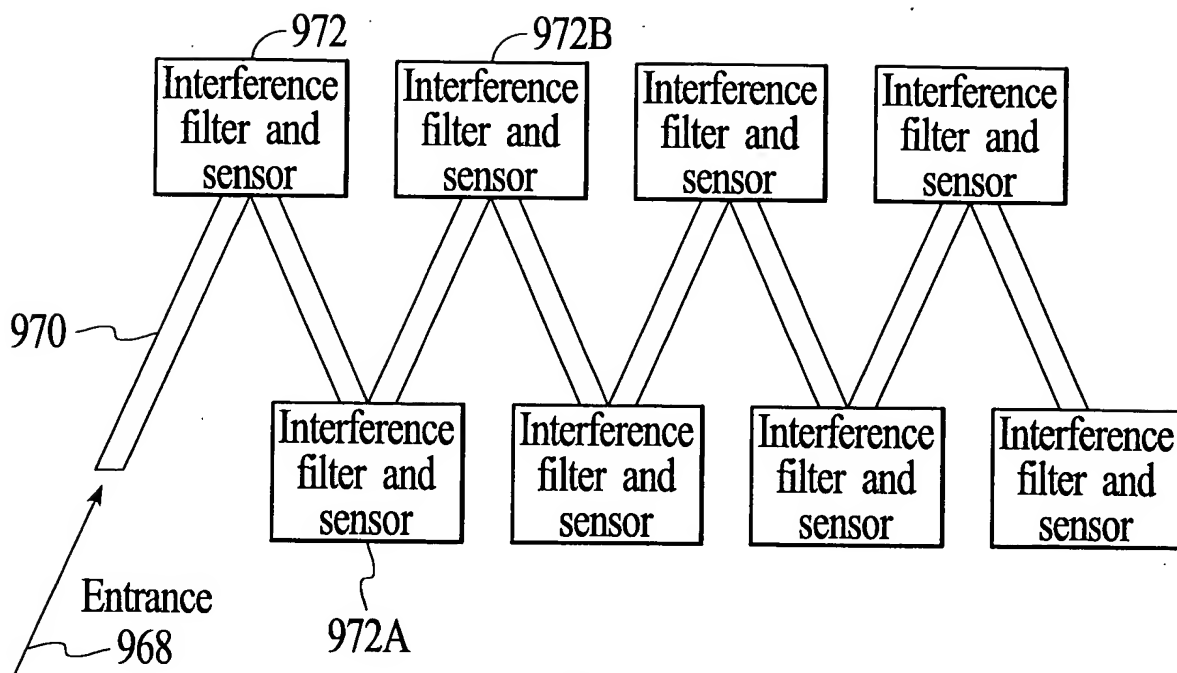 972
972B
Interference
filter and
sensor
Interference
filter and
sensor
Interference
filter and
sensor
Interference
filter and
sensor
970
Interference
filter and
sensor
Interference
filter and
sensor
Interference
filter and
sensor
Interference
filter and
sensor
Entrance
968
972A